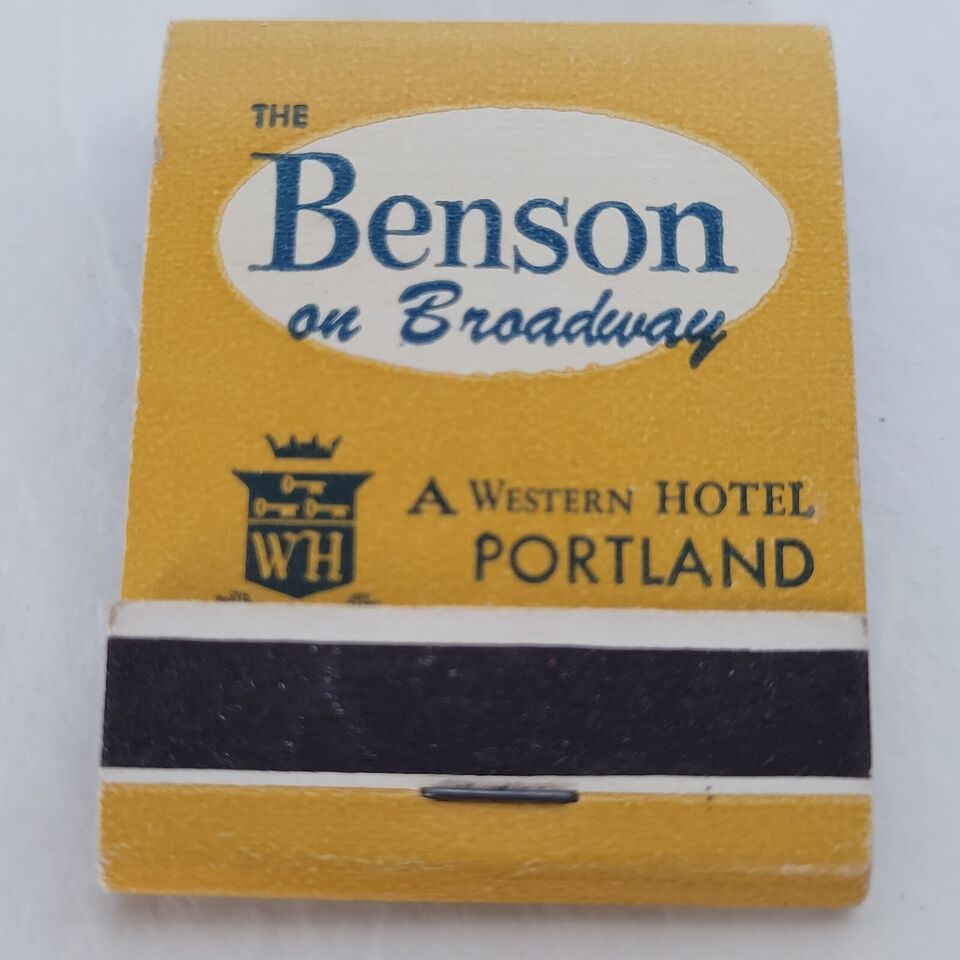 THE
Benson
on Broadway
WH
A WESTERN HOTEL
PORTLAND